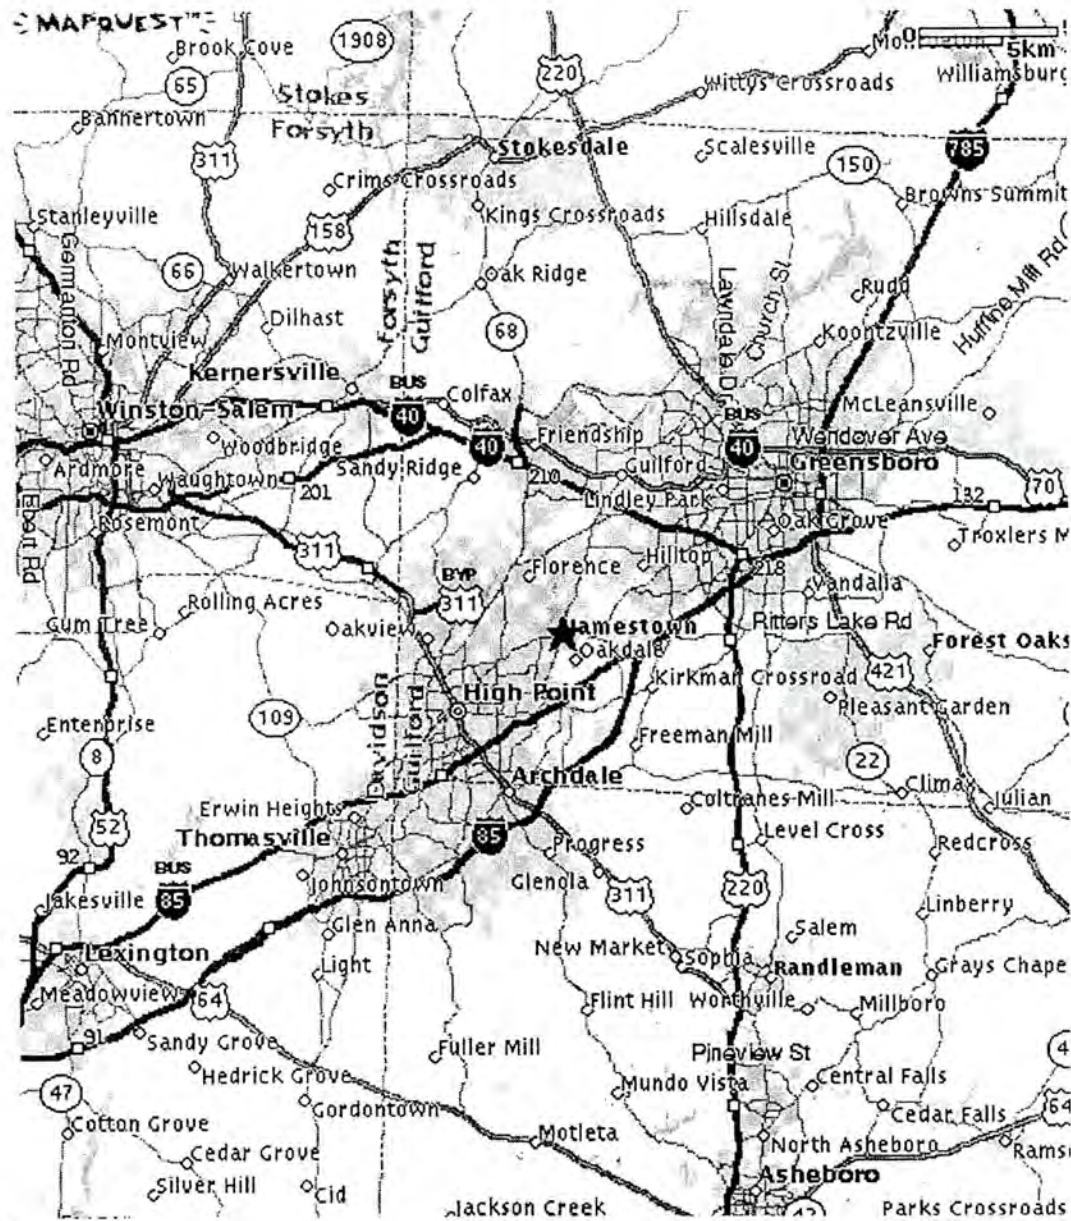 MAPQUEST
Brook Cove
1908
220
0
5km
Williamsburg
65
Wittys Crossroads
Stokes
Bannertown
Forsyth
311
Stokesdale
Scalesville
785
150
Crims Crossroads
Browns Summit
Stanleyville
Kings Crossroads
Hillsdale
158
Germanton Rd
66
Walkertown
Forsyth
Guilford
Oak Ridge
Lawndale Dr
Church St
Rudd
Huffine Mill Rd
Dilhast
68
Koontzville
Montview
Kernersville
BUS
40
Colfax
McLeansville
Winston-Salem
BUS
40
Woodbridge
40
Friendship
Wendover Ave
Ardmore
Sandy Ridge
Guilford
Greensboro
Waughtown
201
210
Lindley Park
132
70
Rosemont
Oak Grove
Troxlers M
311
Hillton
218
BYP
311
Florence
Vandalia
Rolling Acres
Gum Tree
Oakview
Jamestown
Ritters Lake Rd
Forest Oaks
Oakdale
421
Kirkman Crossroad
High Point
Davidson
Guilford
Pleasant Garden
109
Enterprise
Freeman Mill
8
22
Archdale
Climax
Erwin Heights
Coltranes Mill
Julian
52
Thomasville
85
Level Cross
92
BUS
85
Progress
Redcross
Johnsontown
Glenola
311
220
Jakesville
Linberry
Glen Anna
Salem
Lexington
New Market
Sophia
Light
Randleman
Grays Chape
Meadowview
64
Flint Hill
Worthville
Millboro
91
Sandy Grove
Fuller Mill
Pineview St
4
Hedrick Grove
Mundo Vista
Central Falls
47
Gordontown
Cedar Falls
64
Cotton Grove
Motleta
North Asheboro
Rams
Cedar Grove
Asheboro
Silver Hill
Cid
Jackson Creek
42
Parks Crossroads